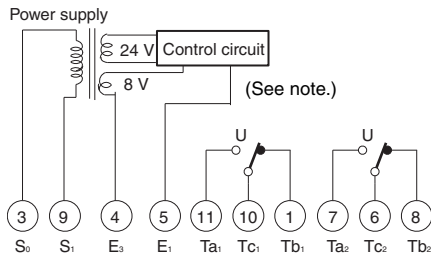 Power supply
24 V Control circuit
8 V
(See note.)
U U
3 9 4 5 11 10 1 7 6 8
S₀ S₁ E₃ E₁ Ta₁ Tc₁ Tb₁ Ta₂ Tc₂ Tb₂